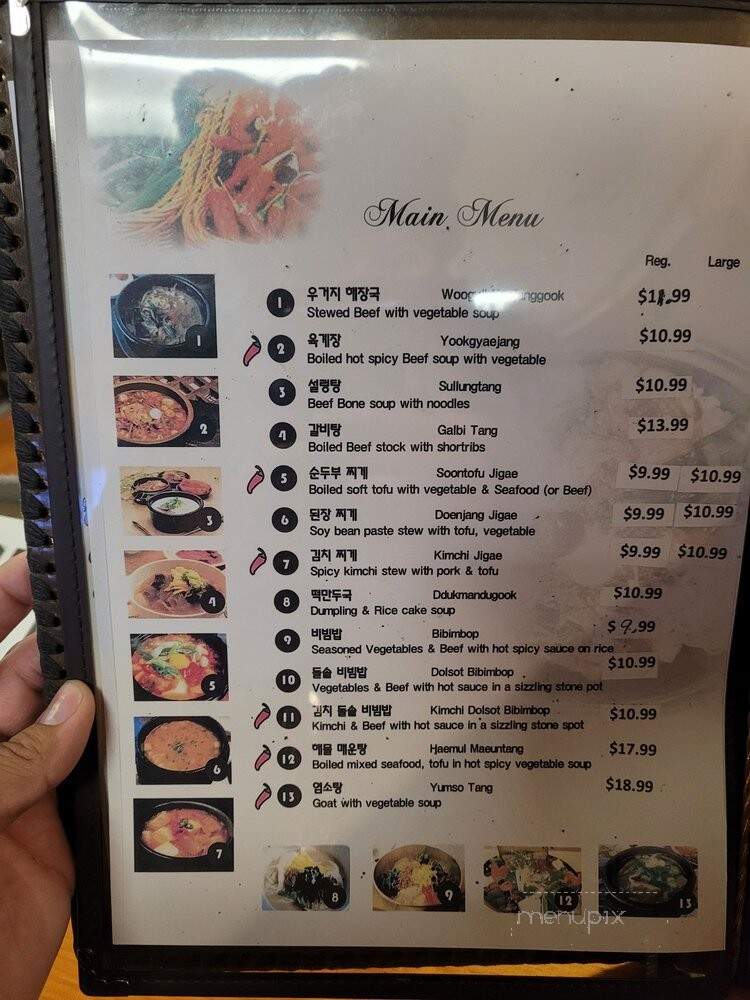 Main Menu
Reg. Large
1 우거지 해장국
Stewed Beef with vegetable soup
2 육게장 Yookgyaejang $10.99
Boiled hot spicy Beef soup with vegetable
3 설렁탕 Sullungtang $10.99
Beef Bone soup with noodles
4 갈비탕 Galbi Tang $13.99
Boiled Beef stock with shortribs
5 순두부 찌게 Soontofu Jigae $9.99 $10.99
Boiled soft tofu with vegetable & Seafood (or Beef)
6 된장 찌게 Doenjang Jigae $9.99 $10.99
Soy bean paste stew with tofu, vegetable
7 김치 찌게 Kimchi Jigae $9.99 $10.99
Spicy kimchi stew with pork & tofu
8 떡만두국 Ddukmandugook $10.99
Dumpling & Rice cake soup
9 비빔밥 Bibimbop $9.99
Seasoned Vegetables & Beef with hot spicy sauce on rice
10 돌솥 비빔밥 Dolsot Bibimbop $10.99
Vegetables & Beef with hot sauce in a sizzling stone pot
11 김치 돌솥 비빔밥 Kimchi Dolsot Bibimbop $10.99
Kimchi & Beef with hot sauce in a sizzling stone spot
12 해물 매운탕 Haemul Maeuntang $17.99
Boiled mixed seafood, tofu in hot spicy vegetable soup
13 염소탕 Yumso Tang $18.99
Goat with vegetable soup
1
2
3
4
5
6
7
8 9 12 13
menupix